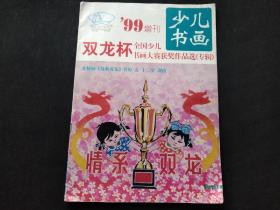 '99增刊
少儿
书画
双龙杯
全国少儿
书画大赛获奖作品选(专辑)
情系双龙